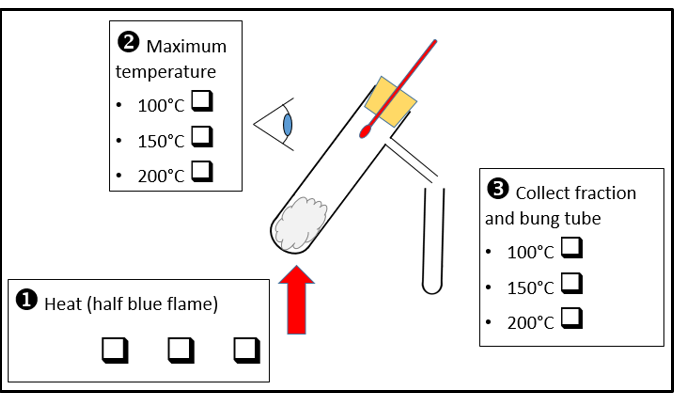 ❷ Maximum
temperature
• 100°C ❑
• 150°C ❑
• 200°C ❑
❸ Collect fraction
and bung tube
• 100°C ❑
• 150°C ❑
• 200°C ❑
❶ Heat (half blue flame)
❑ ❑ ❑